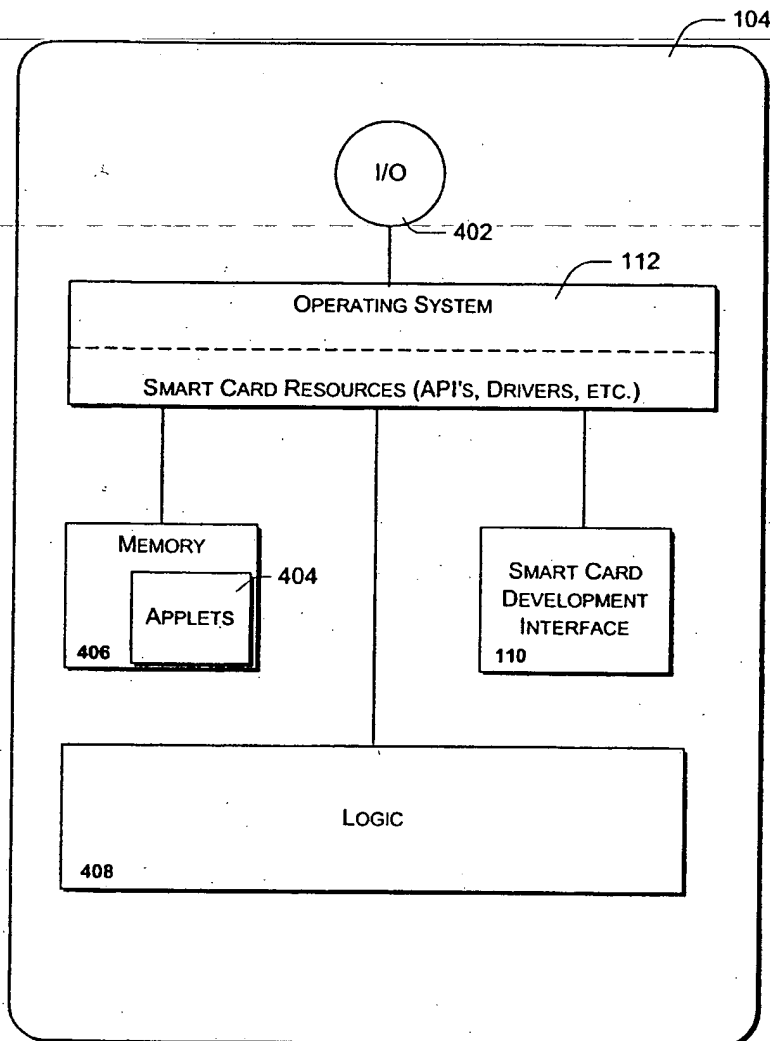 104
I/O
402
112
OPERATING SYSTEM
SMART CARD RESOURCES (API'S, DRIVERS, ETC.)
MEMORY
404
APPLETS
406
SMART CARD
DEVELOPMENT
INTERFACE
110
LOGIC
408